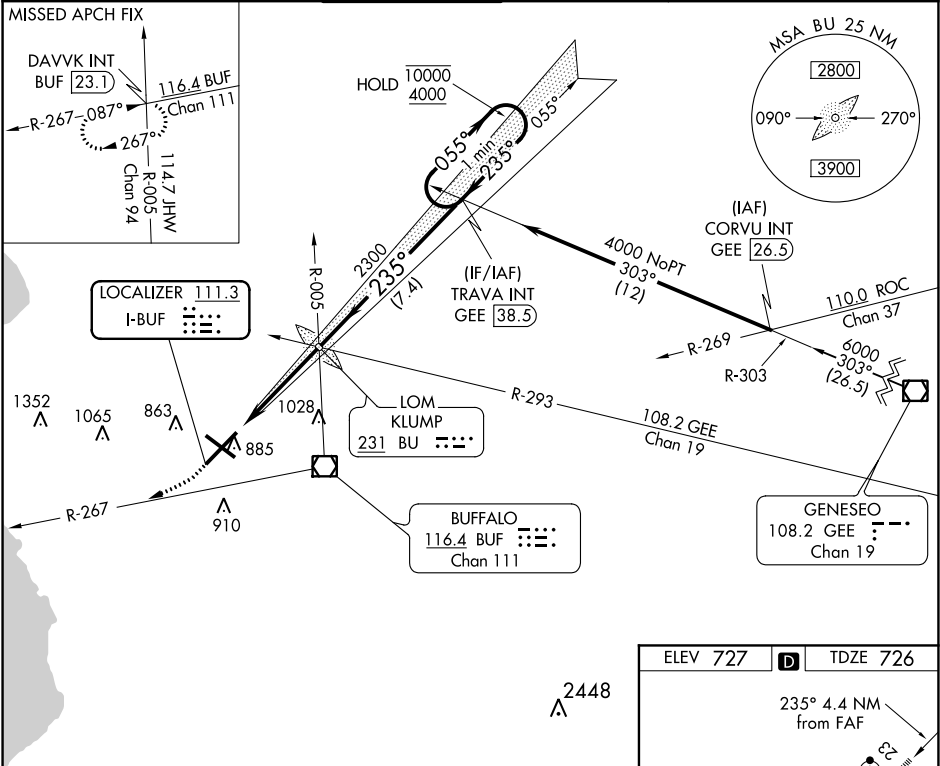 MISSED APCH FIX
DAVVK INT
BUF 23.1
116.4 BUF
Chan 111
R-267
087°
267°
114.7 JHW
R-005
Chan 94
HOLD 10000
4000
055°
1 min
235°
055°
MSA BU 25 NM
2800
090°
270°
3900
(IAF)
CORVU INT
GEE 26.5
4000 NoPT
303°
(12)
110.0 ROC
Chan 37
R-269
R-303
6000
303°
(26.5)
2300
235°
(7.4)
(IF/IAF)
TRAVA INT
GEE 38.5
R-005
LOCALIZER 111.3
I-BUF
1352
1065
863
885
1028
910
LOM
KLUMP
231 BU
R-293
108.2 GEE
Chan 19
R-267
BUFFALO
116.4 BUF
Chan 111
GENESEO
108.2 GEE
Chan 19
2448
ELEV 727
D
TDZE 726
235° 4.4 NM
from FAF
23